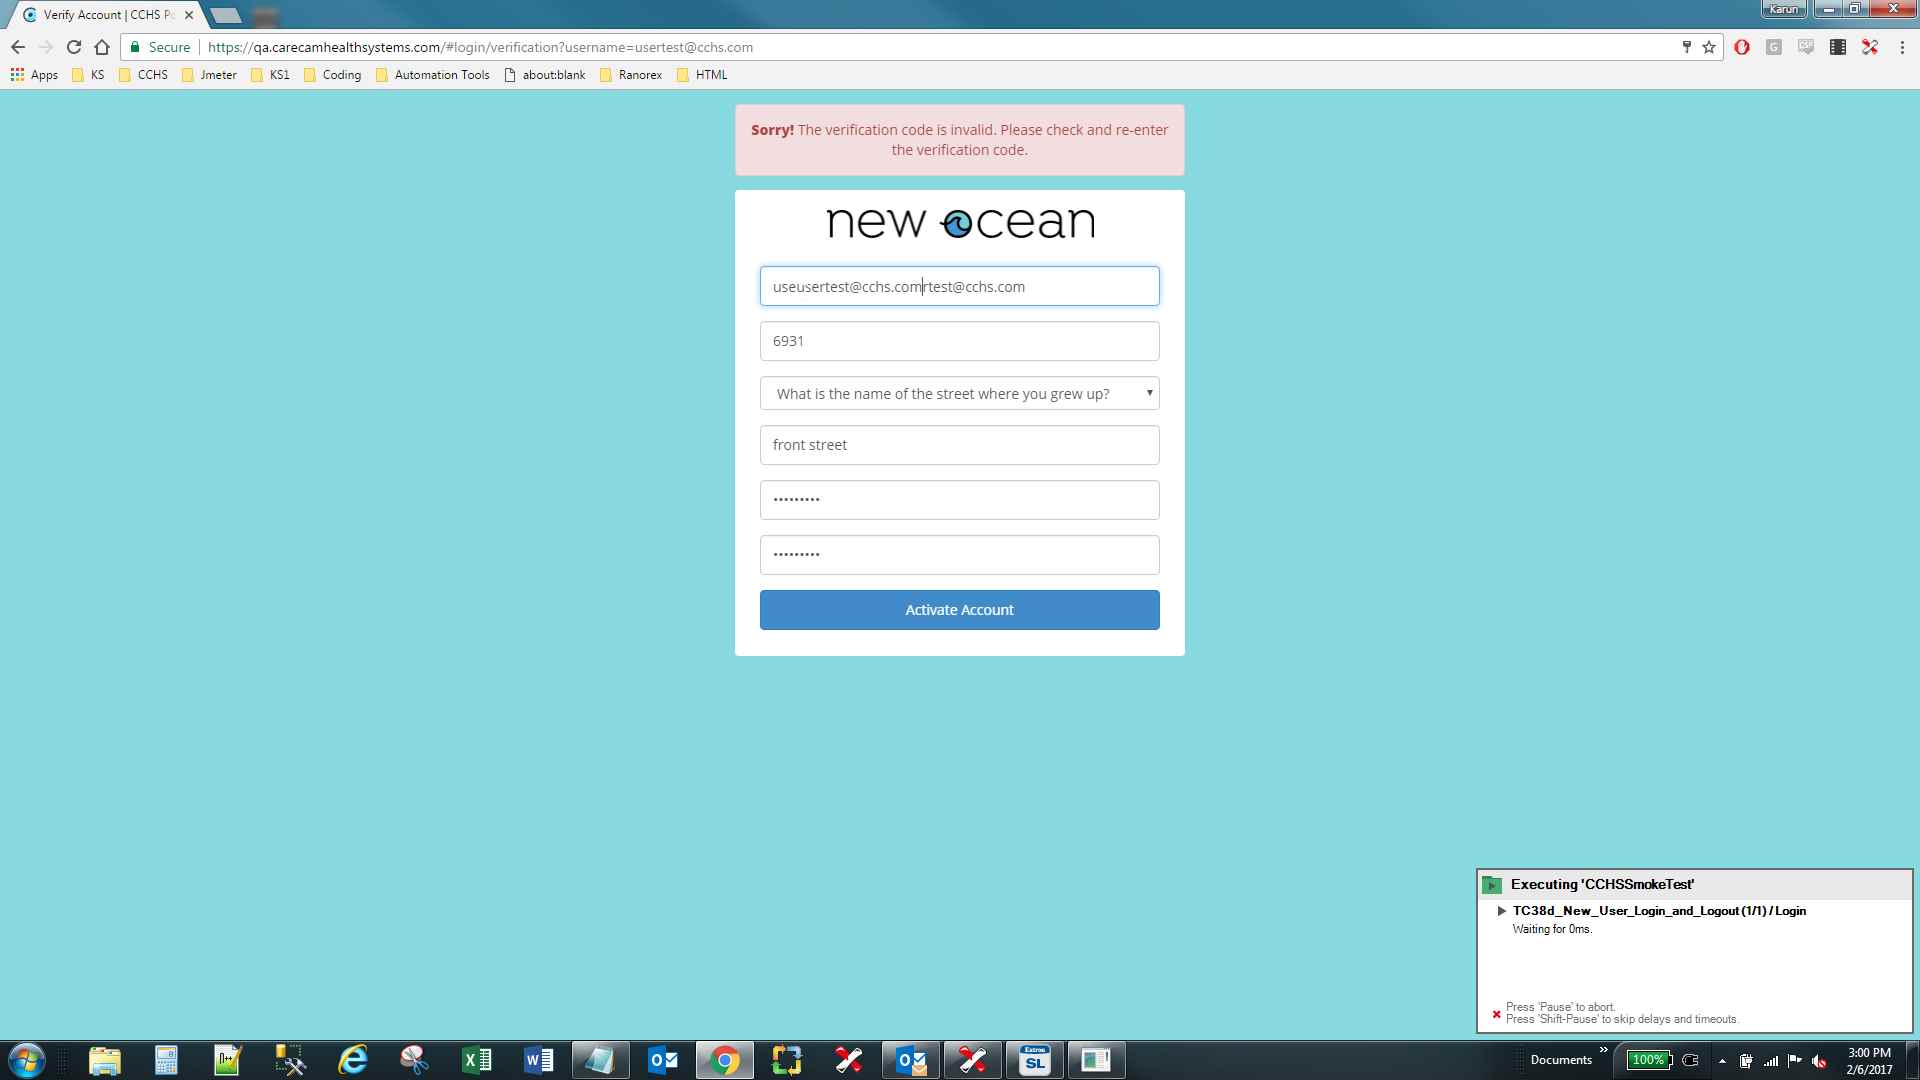 Verify Account | CCHS Po
Karun
Secure
https://qa.carecamhealthsystems.com/#login/verification?username=usertest@cchs.com
Apps KS CCHS Jmeter KS1 Coding Automation Tools about:blank Ranorex HTML
Sorry! The verification code is invalid. Please check and re-enter
the verification code.
new ocean
useusertest@cchs.comrtest@cchs.com
6931
What is the name of the street where you grew up?
front street
•••••••••
•••••••••
Activate Account
Executing 'CCHSSmokeTest'
TC38d_New_User_Login_and_Logout (1/1) / Login
Waiting for 0ms.
Press 'Pause' to abort.
Press 'Shift-Pause' to skip delays and timeouts.
Extron
SL
Documents
100%
3:00 PM
2/6/2017